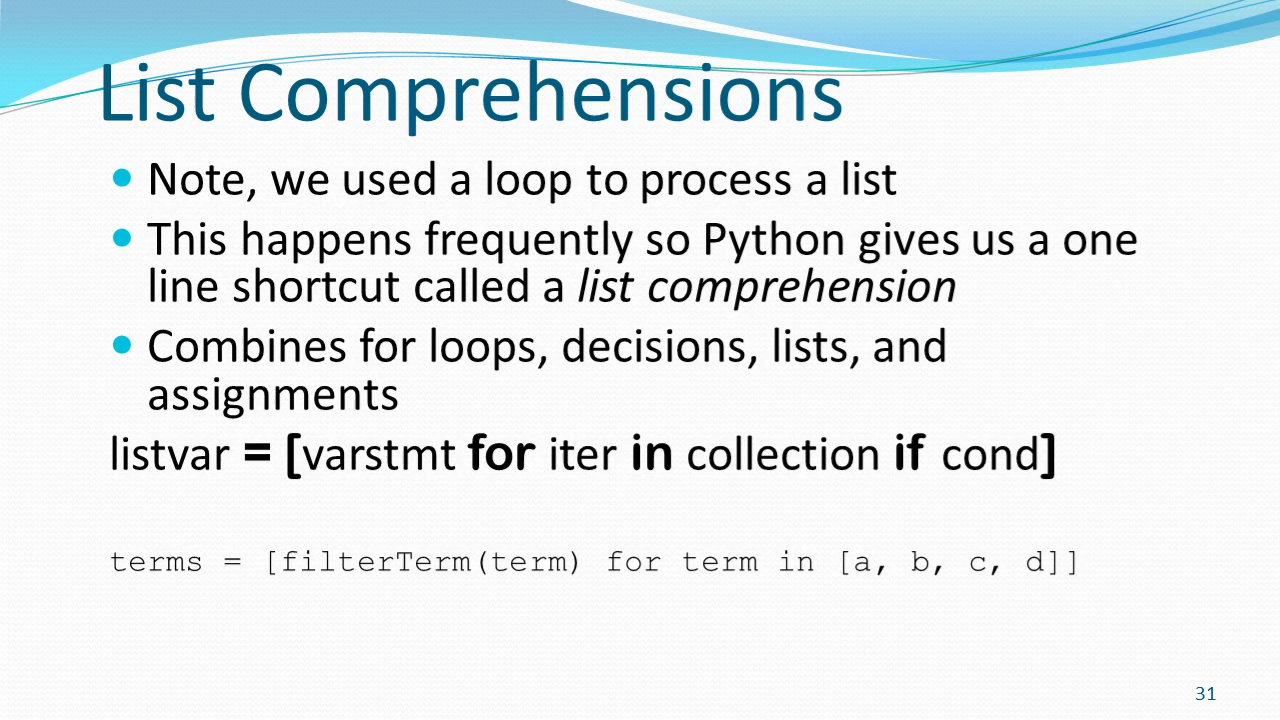 List Comprehensions
Note, we used a loop to process a list
This happens frequently so Python gives us a one
line shortcut called a list comprehension
Combines for loops, decisions, lists, and
assignments
listvar = [varstmt for iter in collection if cond]
terms = [filterTerm(term) for term in [a, b, c, d]]
31